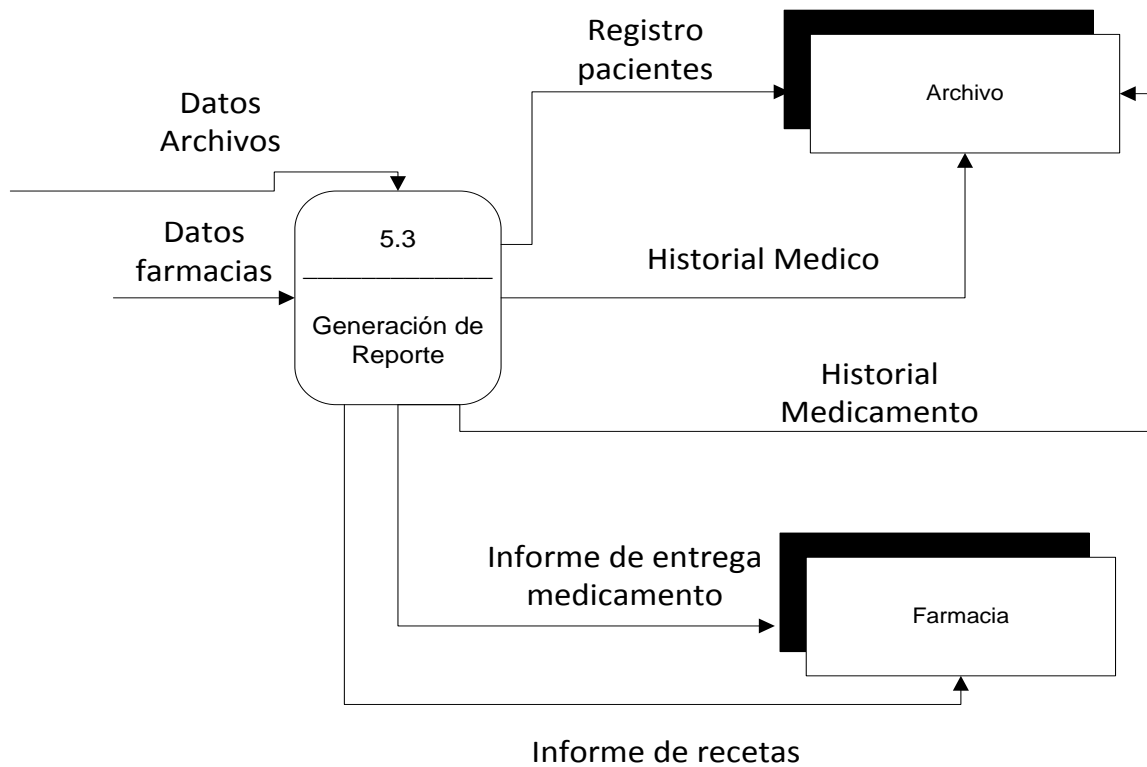 Registro
pacientes
Archivo
Datos
Archivos
5.3
Datos
farmacias
Historial Medico
Generación de
Reporte
Historial
Medicamento
Informe de entrega
medicamento
Farmacia
Informe de recetas